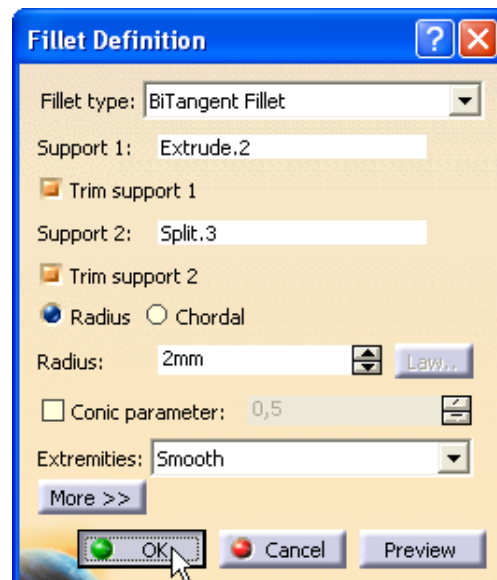 Fillet Definition
Fillet type: BiTangent Fillet
Support 1: Extrude.2
Trim support 1
Support 2: Split.3
Trim support 2
Radius Chordal
Radius: 2mm Law..
Conic parameter: 0,5
Extremities: Smooth
More >>
OK Cancel Preview